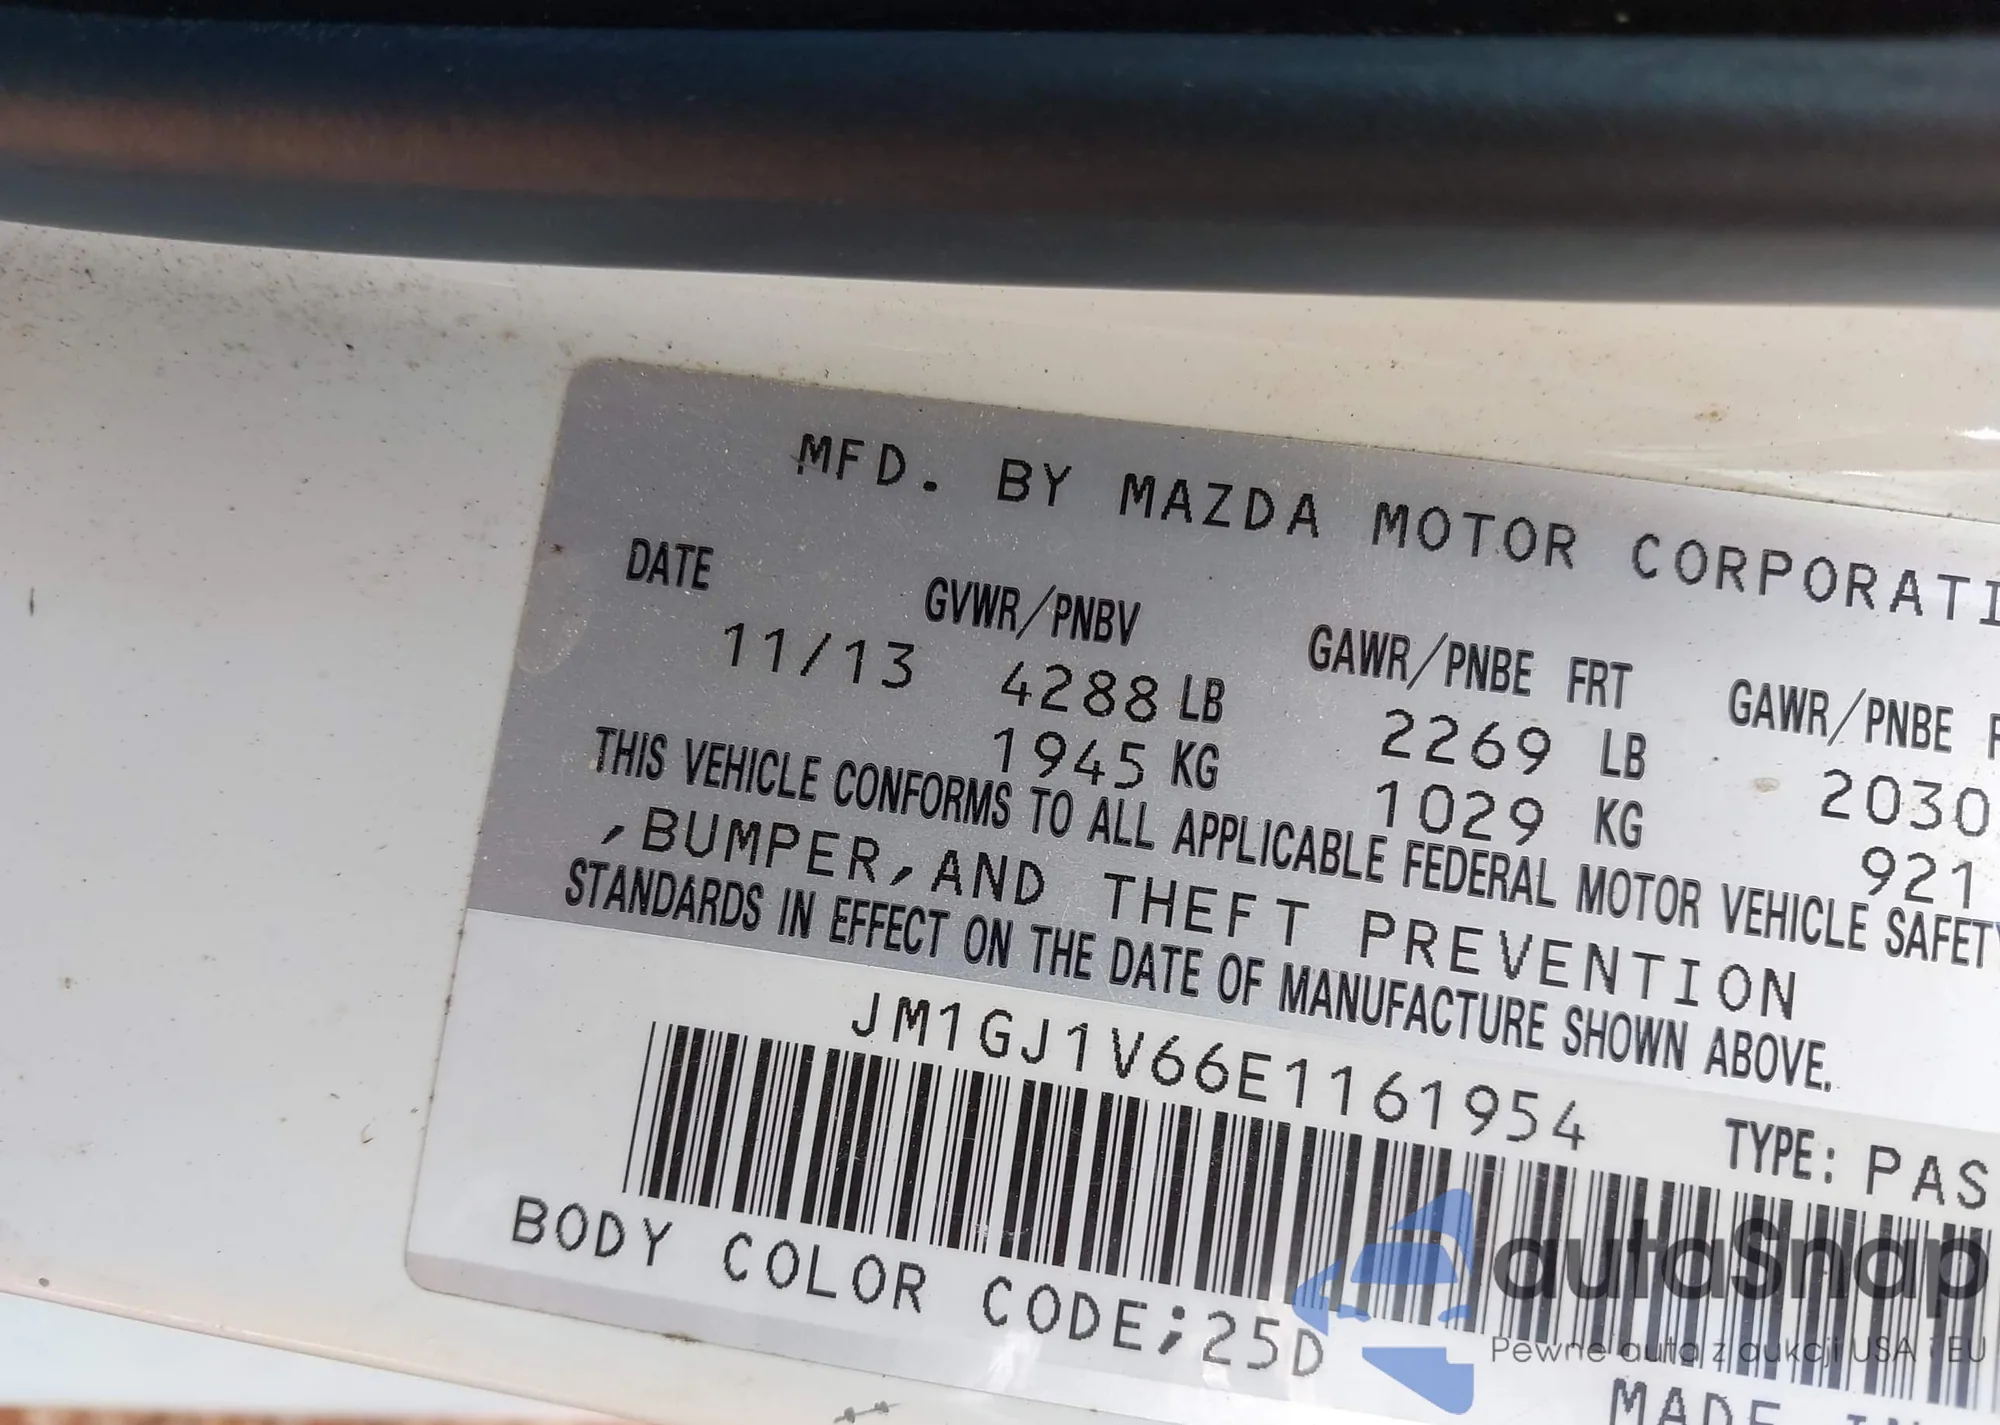 MFD. BY MAZDA MOTOR CORPORATI
DATE GVWR/PNBV GAWR/PNBE FRT GAWR/PNBE
11/13 4288 LB 2269 LB 2030
1945 KG 1029 KG 921
THIS VEHICLE CONFORMS TO ALL APPLICABLE FEDERAL MOTOR VEHICLE SAFETY
,BUMPER,AND THEFT PREVENTION
STANDARDS IN EFFECT ON THE DATE OF MANUFACTURE SHOWN ABOVE.
JM1GJ1V66E1161954 TYPE: PAS
BODY COLOR CODE;25D
MADE IN
autaSnap
Pewne auta z aukcji USA i EU